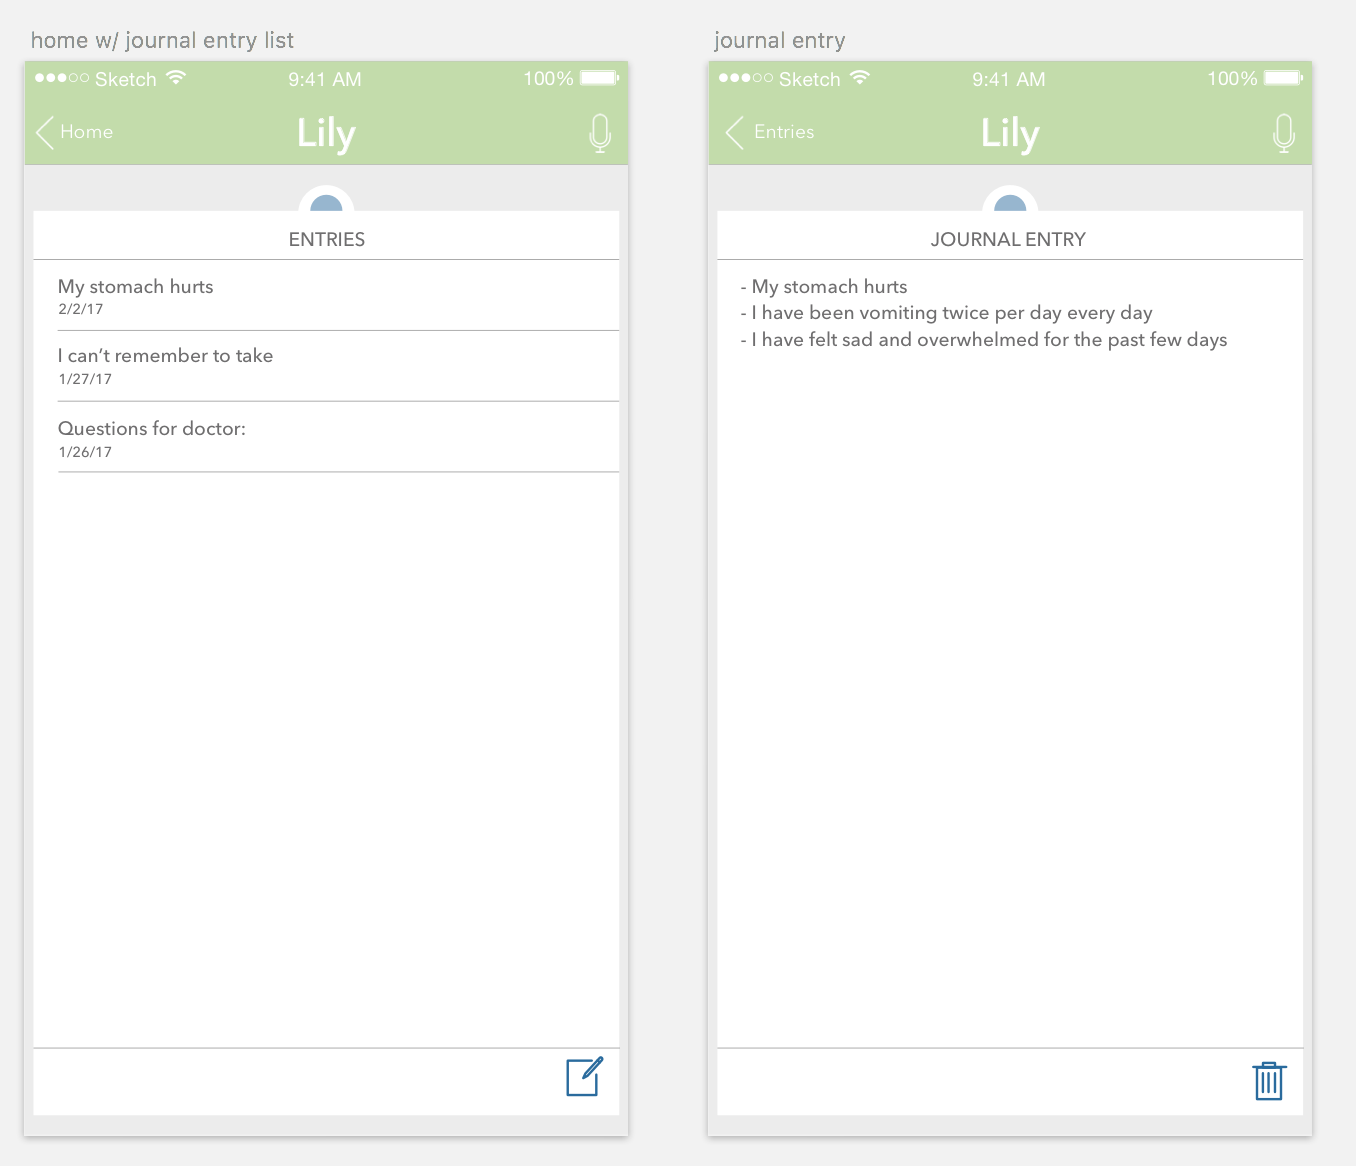 home w/ journal entry list
Sketch 9:41 AM 100%
Home Lily
ENTRIES
My stomach hurts
2/2/17
I can't remember to take
1/27/17
Questions for doctor:
1/26/17
journal entry
Sketch 9:41 AM 100%
Entries Lily
JOURNAL ENTRY
- My stomach hurts
- I have been vomiting twice per day every day
- I have felt sad and overwhelmed for the past few days